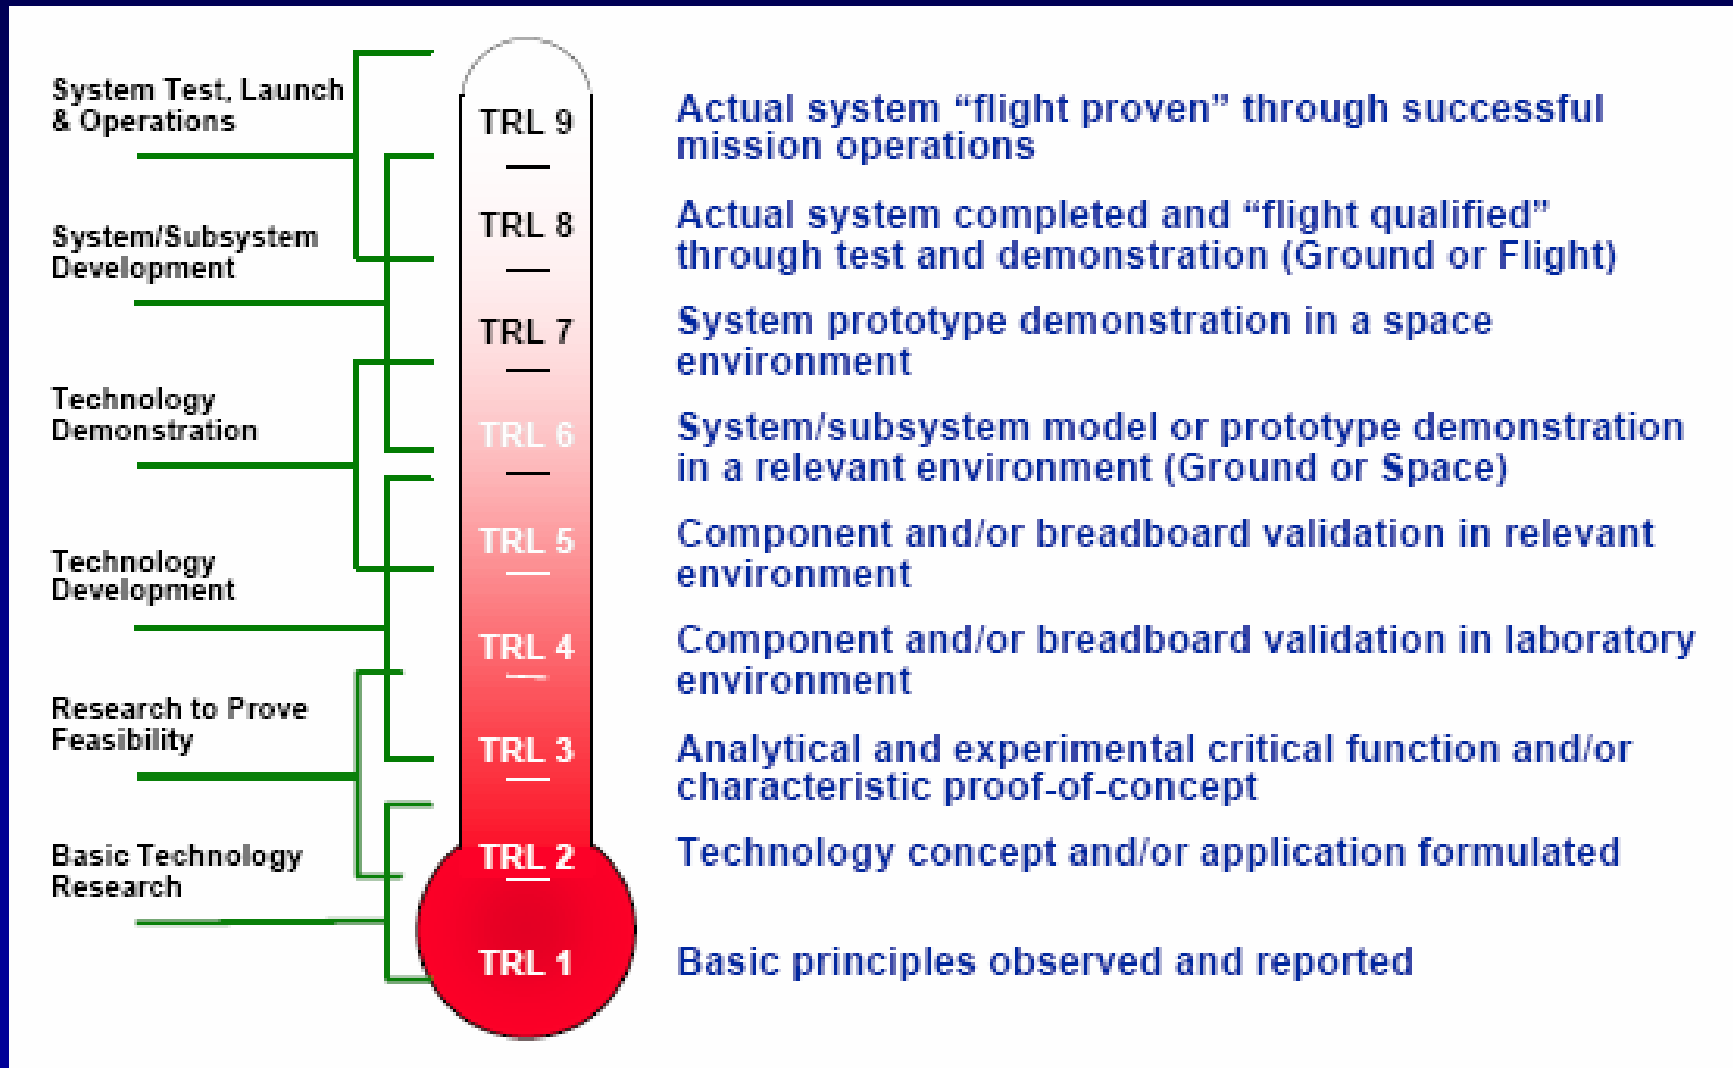 System Test, Launch
& Operations
System/Subsystem
Development
Technology
Demonstration
Technology
Development
Research to Prove
Feasibility
Basic Technology
Research
TRL 9
TRL 8
TRL 7
TRL 6
TRL 5
TRL 4
TRL 3
TRL 2
TRL 1
Actual system “flight proven” through successful
mission operations
Actual system completed and “flight qualified”
through test and demonstration (Ground or Flight)
System prototype demonstration in a space
environment
System/subsystem model or prototype demonstration
in a relevant environment (Ground or Space)
Component and/or breadboard validation in relevant
environment
Component and/or breadboard validation in laboratory
environment
Analytical and experimental critical function and/or
characteristic proof-of-concept
Technology concept and/or application formulated
Basic principles observed and reported